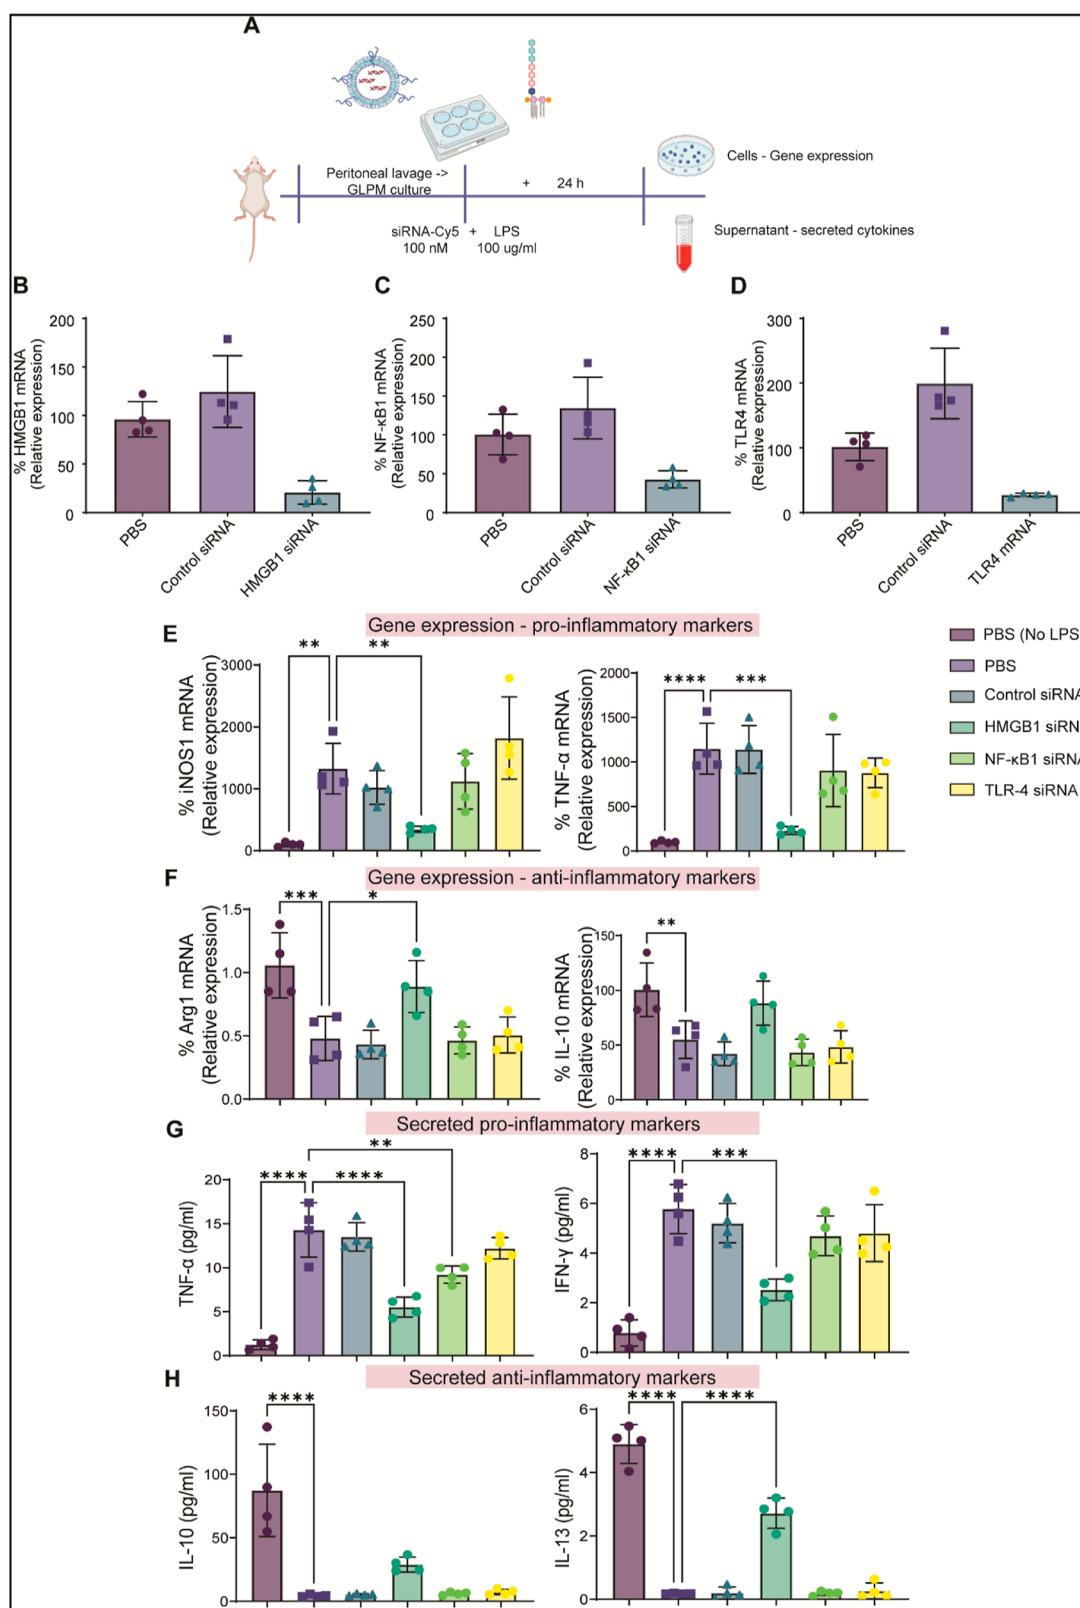 A
Peritoneal lavage ->
GLPM culture
+ 24 h
siRNA-Cy5 + LPS
100 nM 100 ug/ml
Cells - Gene expression
Supernatant - secreted cytokines
B
% HMGB1 mRNA
(Relative expression)
200
150
100
50
0
PBS
Control siRNA
HMGB1 siRNA
C
% NF-κB1 mRNA
(Relative expression)
200
150
100
50
0
PBS
Control siRNA
NF-κB1 siRNA
D
% TLR4 mRNA
(Relative expression)
300
200
100
0
PBS
Control siRNA
TLR4 mRNA
E
Gene expression - pro-inflammatory markers
% iNOS1 mRNA
(Relative expression)
3000
2000
1000
0
** **
% TNF-α mRNA
(Relative expression)
2000
1500
1000
500
0
**** ***
PBS (No LPS
PBS
Control siRNA
HMGB1 siRN
NF-κB1 siRNA
TLR-4 siRNA
F
Gene expression - anti-inflammatory markers
% Arg1 mRNA
(Relative expression)
1.5
1.0
0.5
0.0
*** *
% IL-10 mRNA
(Relative expression)
150
100
50
0
**
G
Secreted pro-inflammatory markers
TNF-α (pg/ml)
20
15
10
5
0
**
**** ****
IFN-γ (pg/ml)
8
6
4
2
0
**** ***
H
Secreted anti-inflammatory markers
IL-10 (pg/ml)
150
100
50
0
****
IL-13 (pg/ml)
6
4
2
0
**** ****